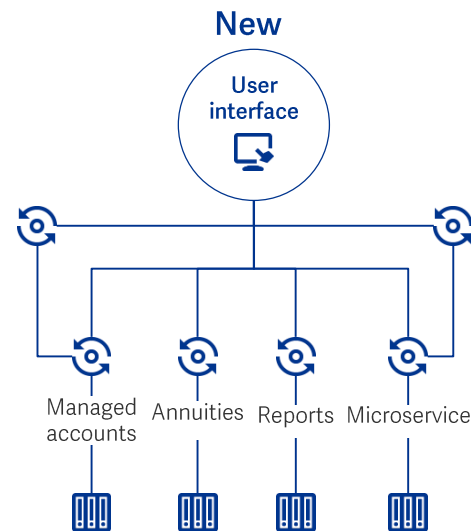 New
User
interface
Managed
accounts
Annuities
Reports
Microservice